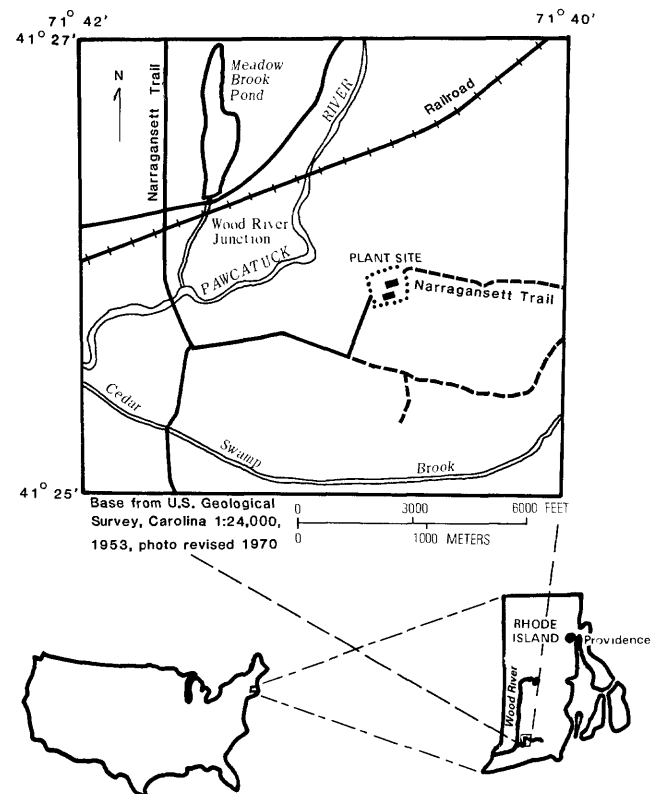 71° 42'
71° 40'
41° 27'
N
Narragansett Trail
Meadow
Brook
Pond
RIVER
Railroad
Wood River
Junction
PAWCATUCK
PLANT SITE
Narragansett Trail
Cedar
Swamp
Brook
41° 25'
Base from U.S. Geological
Survey, Carolina 1:24,000,
1953, photo revised 1970
0 3000 6000 FEET
0 1000 METERS
RHODE
ISLAND
Providence
Wood River